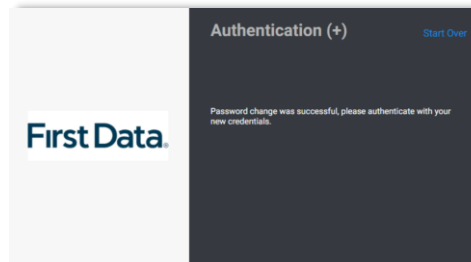 Authentication (+)
Start Over
Password change was successful, please authenticate with your
new credentials.
First Data.